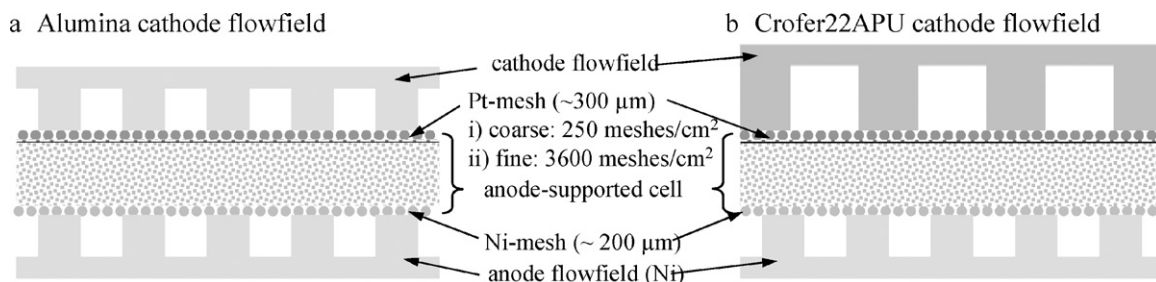 a Alumina cathode flowfield
b Crofer22APU cathode flowfield
cathode flowfield
Pt-mesh (~300 µm)
i) coarse: 250 meshes/cm²
ii) fine: 3600 meshes/cm²
anode-supported cell
Ni-mesh (~ 200 µm)
anode flowfield (Ni)